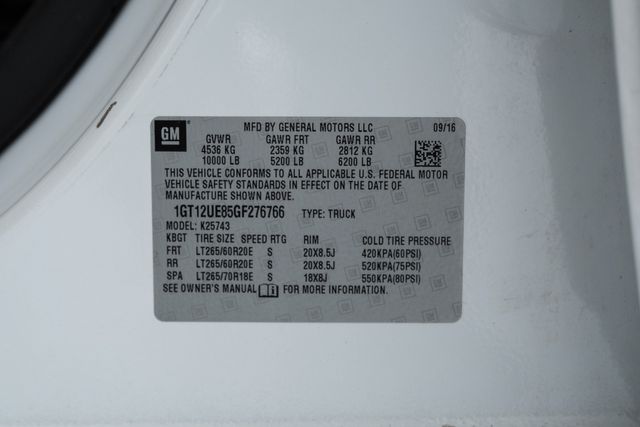 GM
MFD BY GENERAL MOTORS LLC 09/16
GVWR GAWR FRT GAWR RR
4536 KG 2359 KG 2812 KG
10000 LB 5200 LB 6200 LB
THIS VEHICLE CONFORMS TO ALL APPLICABLE U.S. FEDERAL MOTOR
VEHICLE SAFETY STANDARDS IN EFFECT ON THE DATE OF
MANUFACTURE SHOWN ABOVE.
1GT12UE85GF276766 TYPE: TRUCK
MODEL: K25743
KBGT TIRE SIZE SPEED RTG RIM COLD TIRE PRESSURE
FRT LT265/60R20E S 20X8.5J 420KPA(60PSI)
RR LT265/60R20E S 20X8.5J 520KPA(75PSI)
SPA LT265/70R18E S 18X8J 550KPA(80PSI)
SEE OWNER'S MANUAL FOR MORE INFORMATION.